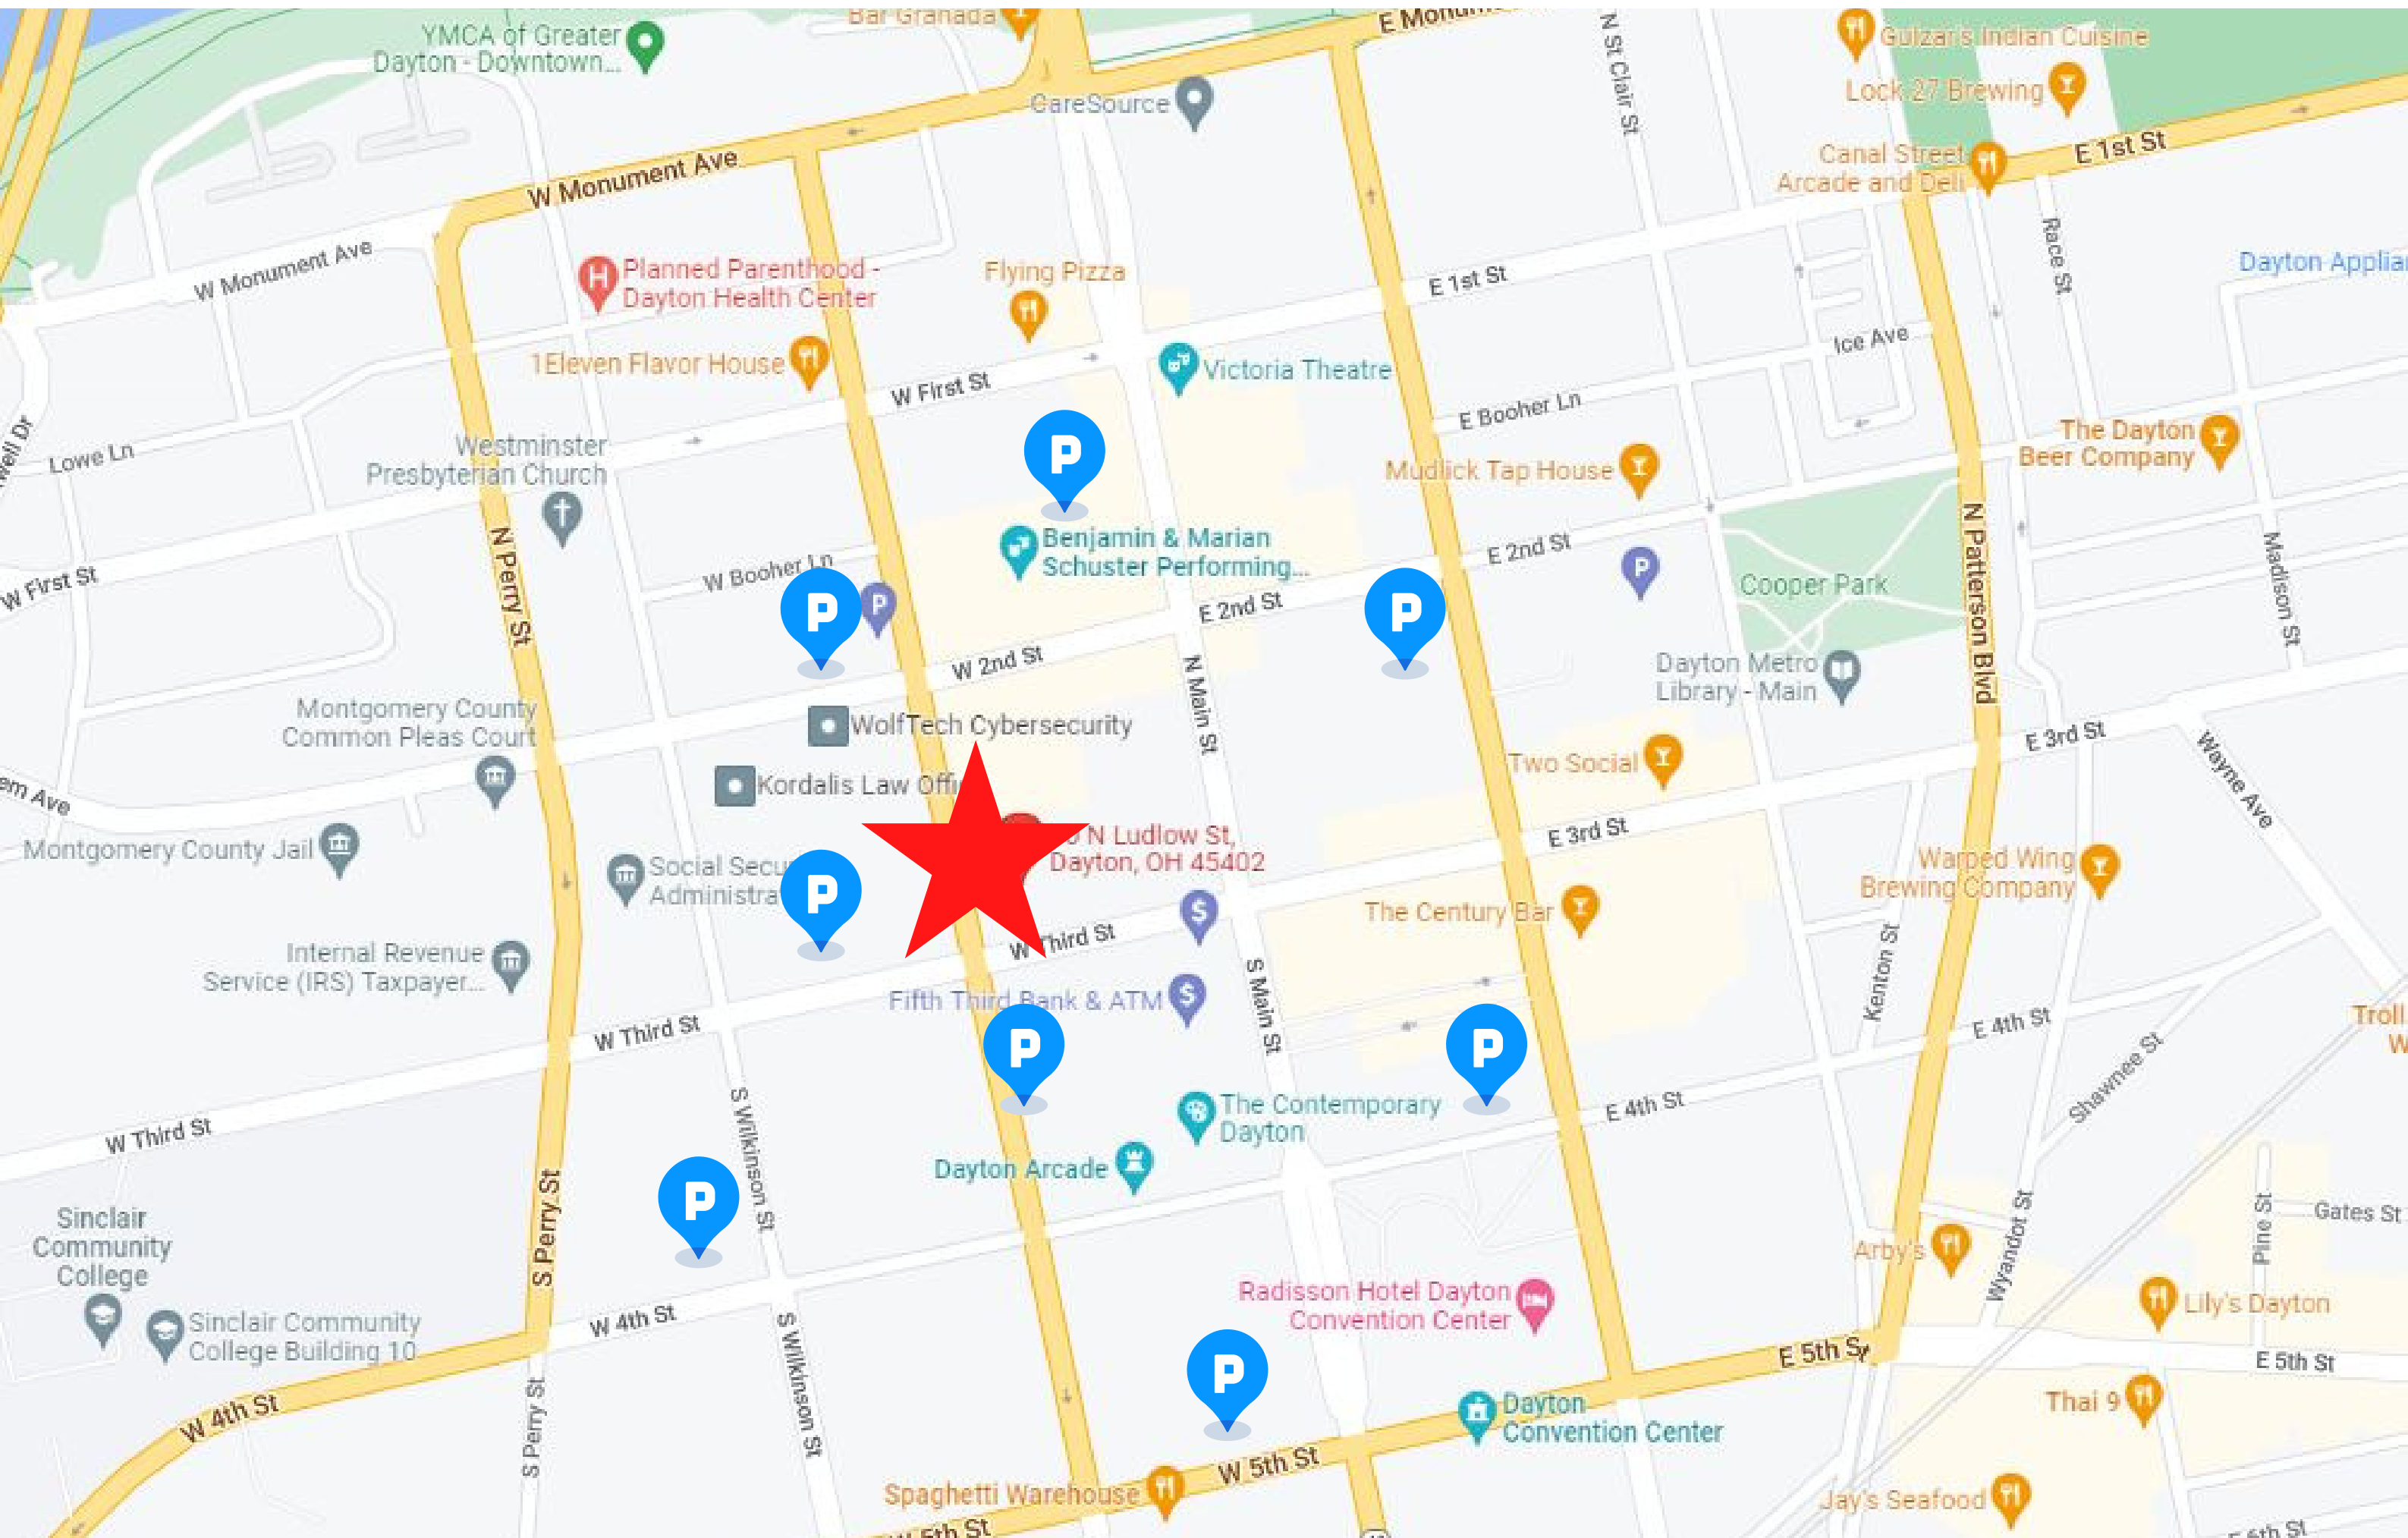 Bar Granada
E Monum
YMCA of Greater
Dayton - Downtown...
N St Clair St
Gulzar's Indian Cuisine
CareSource
Lock 27 Brewing
W Monument Ave
Canal Street
Arcade and Deli
E 1st St
W Monument Ave
Planned Parenthood -
Dayton Health Center
Flying Pizza
E 1st St
Race St
Dayton Applian
1Eleven Flavor House
W First St
Victoria Theatre
Ice Ave
E Booher Ln
Lowe Ln
Westminster
Presbyterian Church
P
Mudlick Tap House
The Dayton
Beer Company
N Perry St
W First St
W Booher Ln
Benjamin & Marian
Schuster Performing...
E 2nd St
P
P
P
P
Cooper Park
N Patterson Blvd
Madison St
E 2nd St
W 2nd St
Dayton Metro
Library - Main
Montgomery County
Common Pleas Court
WolfTech Cybersecurity
N Main St
E 3rd St
Wayne Ave
em Ave
Kordalis Law Offi
Two Social
Montgomery County Jail
N Ludlow St,
Dayton, OH 45402
E 3rd St
Social Secu
Administra
P
Warped Wing
Brewing Company
The Century Bar
W Third St
Internal Revenue
Service (IRS) Taxpayer...
Fifth Third Bank & ATM
S Main St
Kenton St
W Third St
P
P
E 4th St
Troll
W
W Third St
S Wilkinson St
The Contemporary
Dayton
E 4th St
Shawnee St
Dayton Arcade
P
S Perry St
Sinclair
Community
College
Wyandot St
Pine St
Gates St
Arby's
Sinclair Community
College Building 10
W 4th St
Radisson Hotel Dayton
Convention Center
Lily's Dayton
P
E 5th S
E 5th St
W 4th St
S Perry St
S Wilkinson St
Dayton
Convention Center
Thai 9
W 5th St
Spaghetti Warehouse
Jay's Seafood
W 5th St
E 6th St